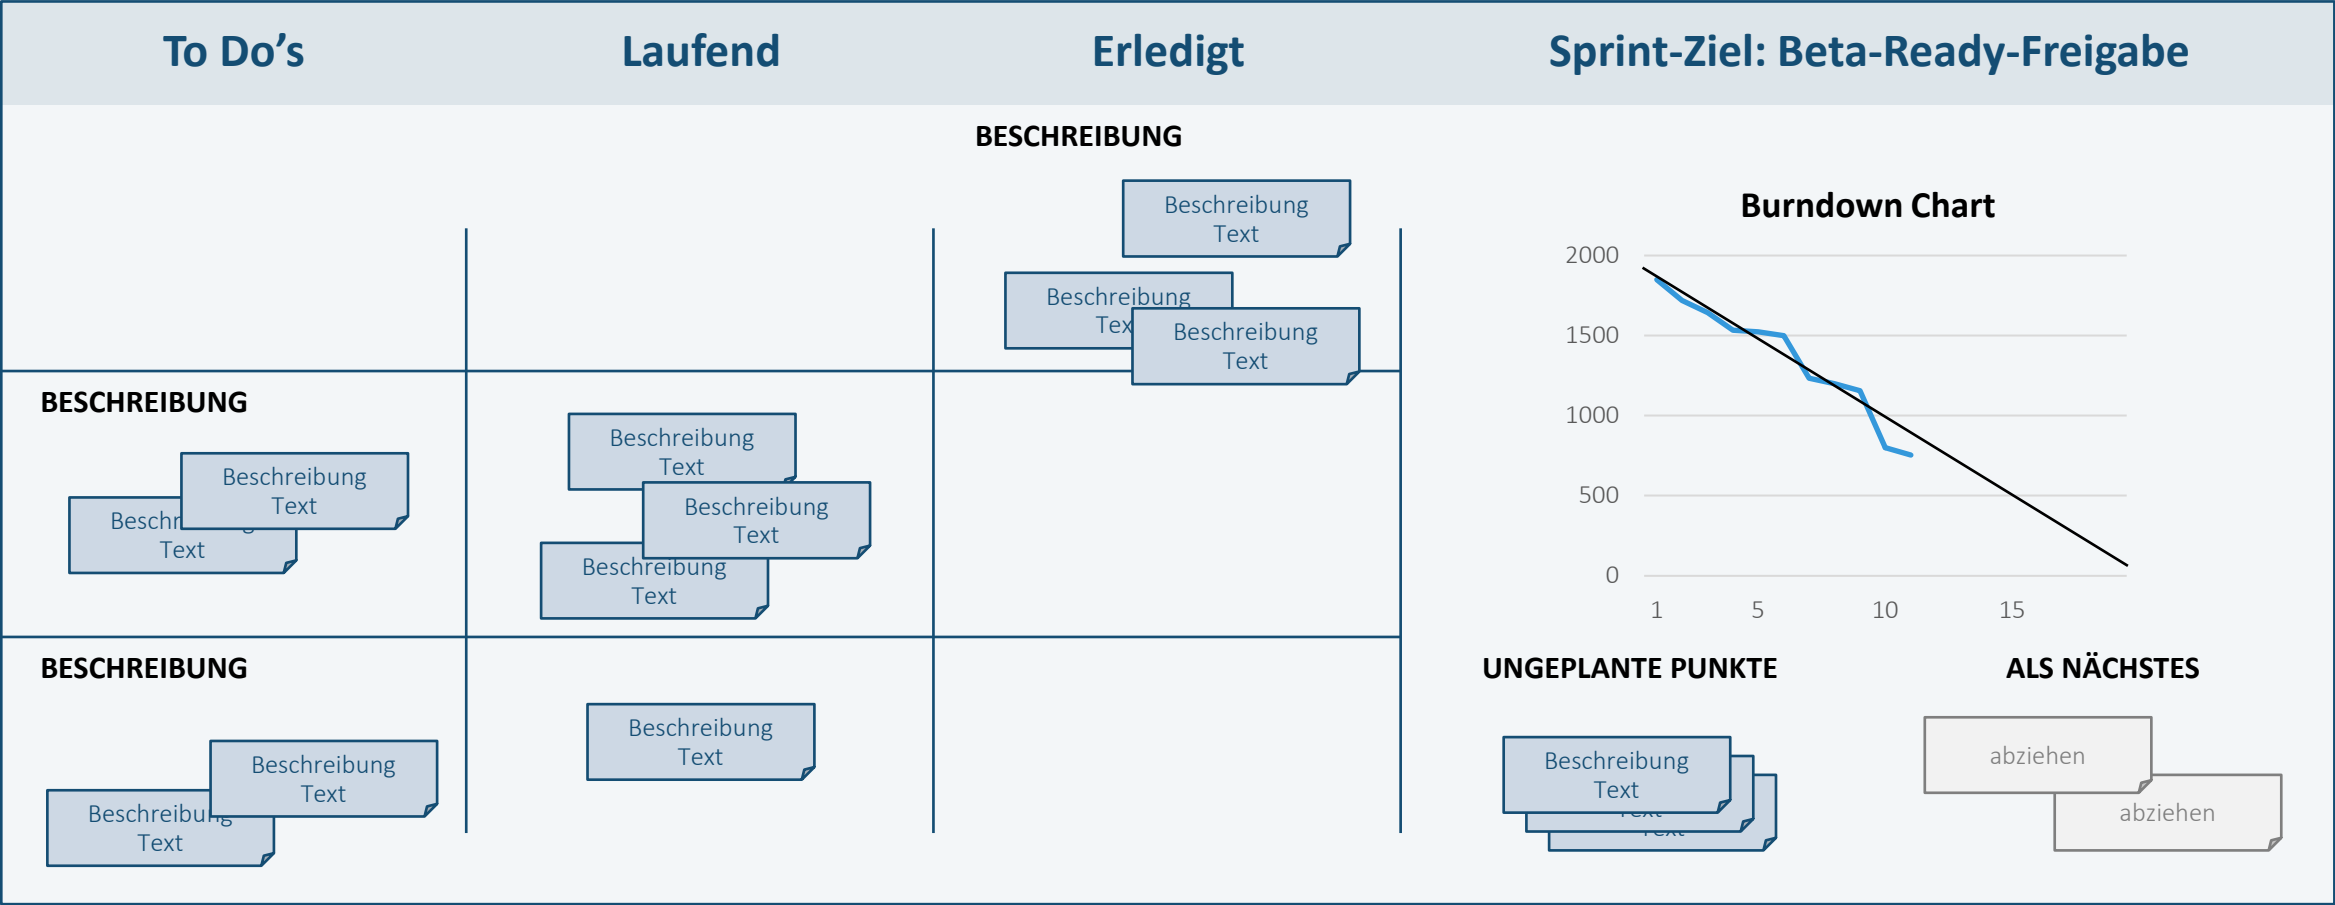 To Do’s
Laufend
Erledigt
Sprint-Ziel: Beta-Ready-Freigabe
BESCHREIBUNG
Beschreibung
Text
Beschreibung
Beschreibung
Text
BESCHREIBUNG
Beschreibung
Text
Text
Beschreibung
Text
Beschreibung
Text
Beschreibung
Text
BESCHREIBUNG
Beschreibung
Text
Beschreibung
Text
Beschreibung
Text
Burndown Chart
2000
1500
1000
500
0
1 5 10 15
UNGEPLANTE PUNKTE
Beschreibung
Text
Text
Text
ALS NÄCHSTES
abziehen
abziehen